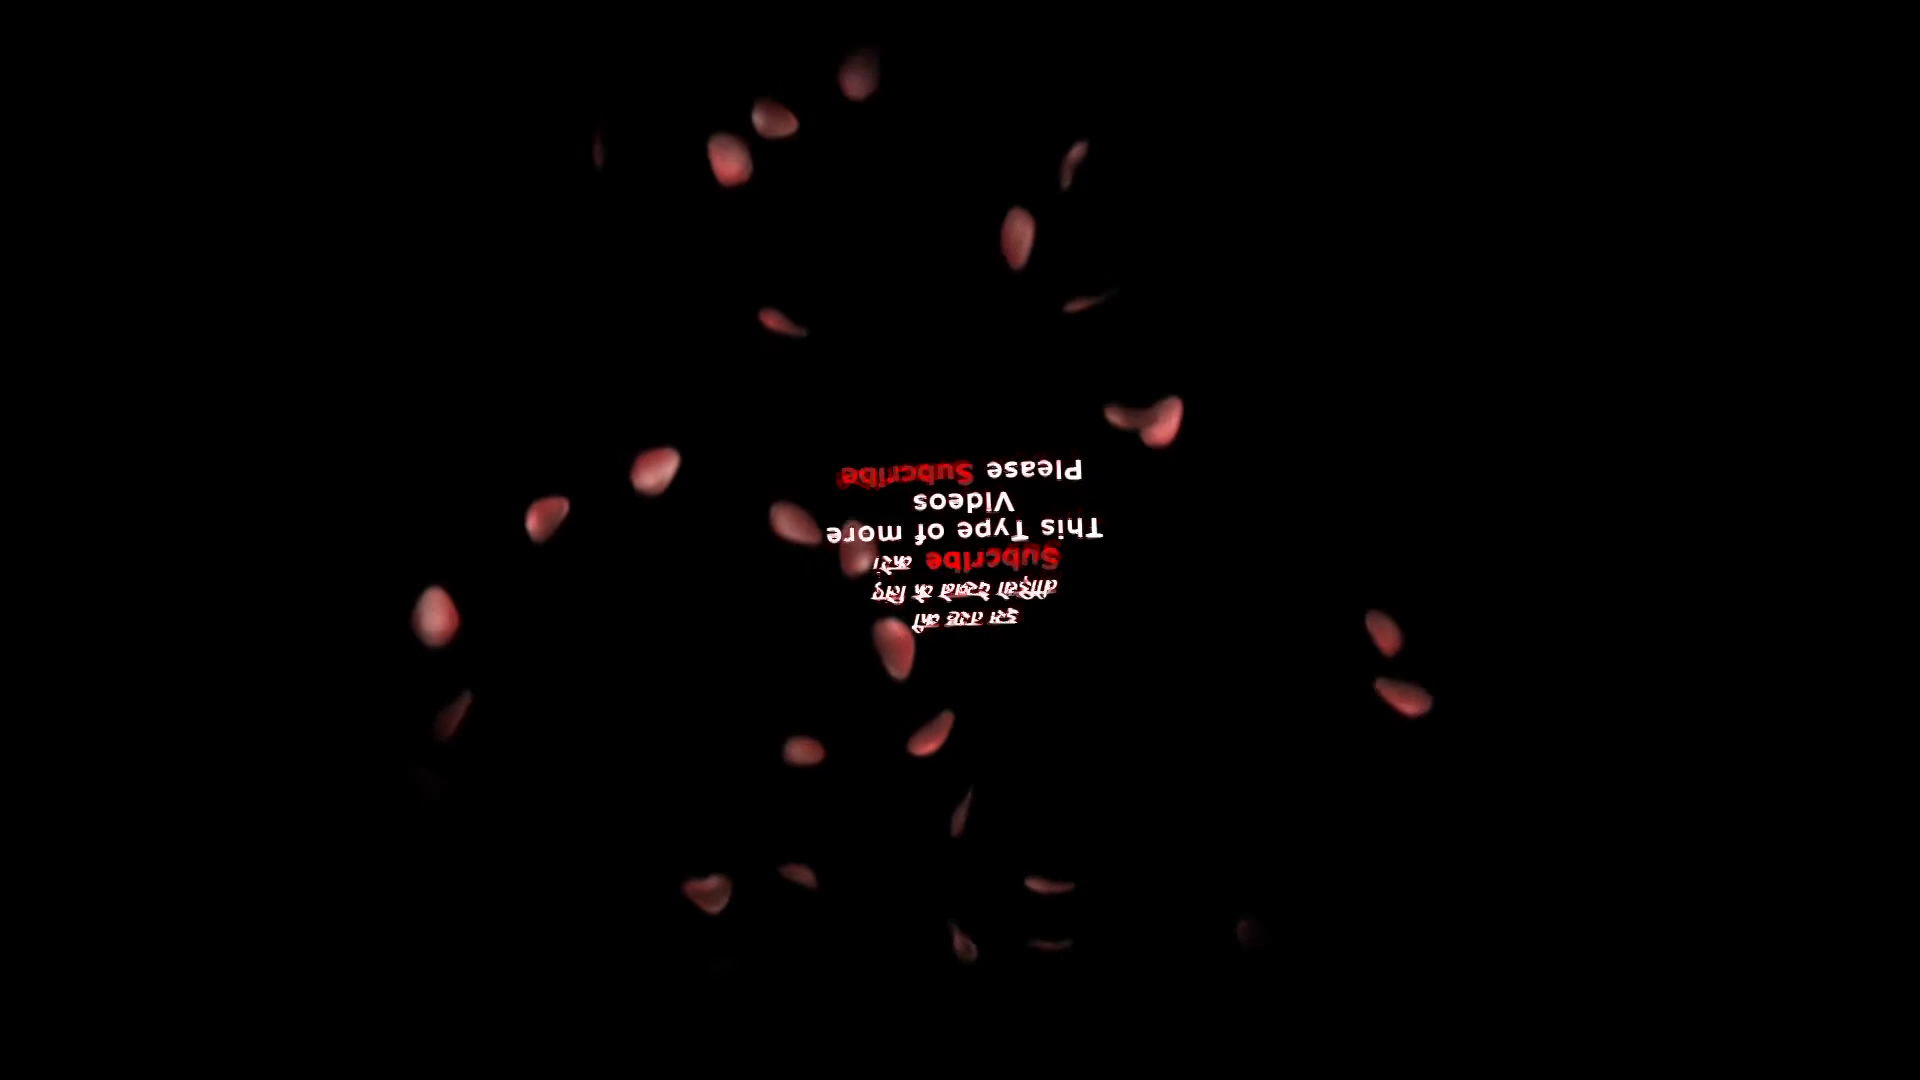 इस तरह की
वीडियो देखने के लिए
Subcribe करे।
This Type of more
Videos
Please Subcribe